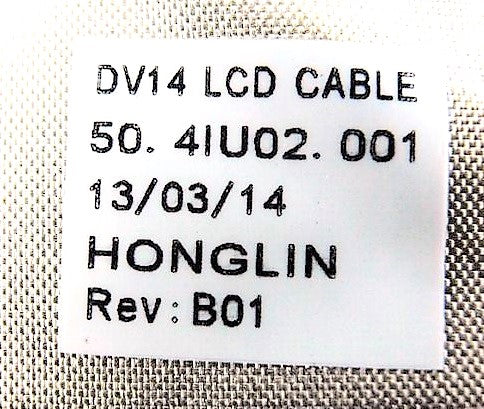 DV14 LCD CABLE
50. 4IU02. 001
13/03/14
HONGLIN
Rev: B01